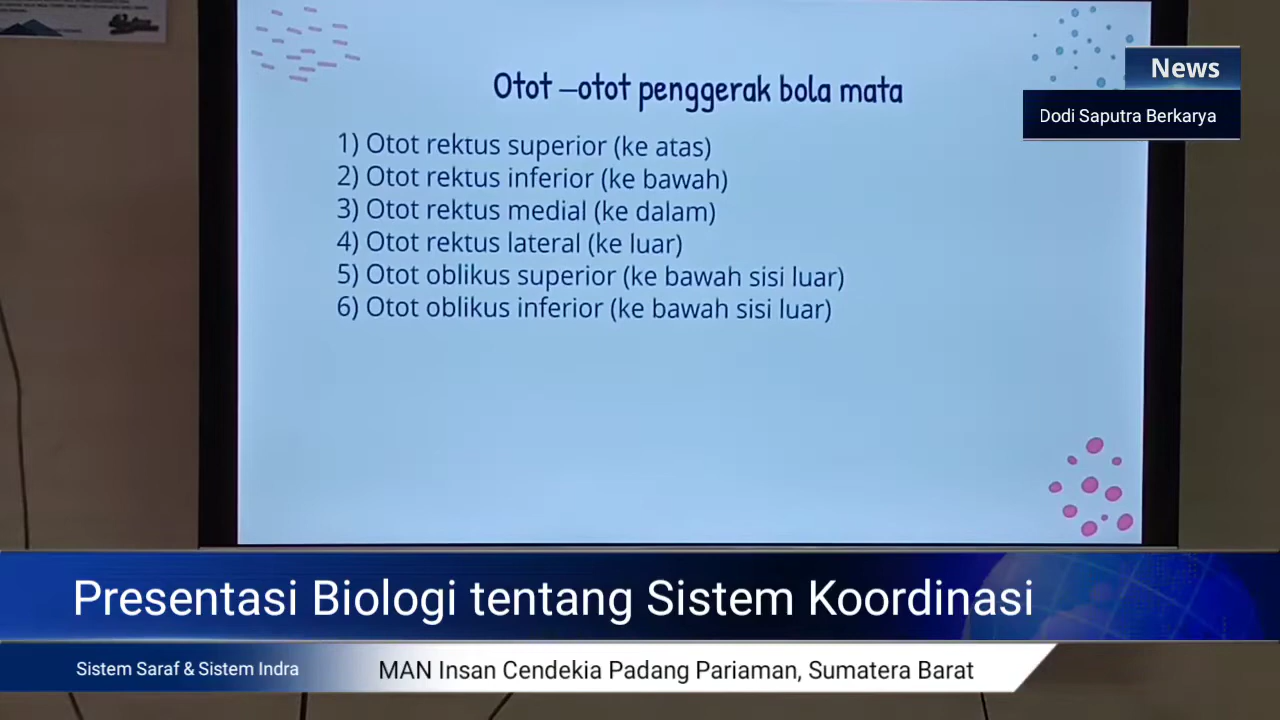 Otot –otot penggerak bola mata
1) Otot rektus superior (ke atas)
2) Otot rektus inferior (ke bawah)
3) Otot rektus medial (ke dalam)
4) Otot rektus lateral (ke luar)
5) Otot oblikus superior (ke bawah sisi luar)
6) Otot oblikus inferior (ke bawah sisi luar)
News
Dodi Saputra Berkarya
Presentasi Biologi tentang Sistem Koordinasi
Sistem Saraf & Sistem Indra
MAN Insan Cendekia Padang Pariaman, Sumatera Barat